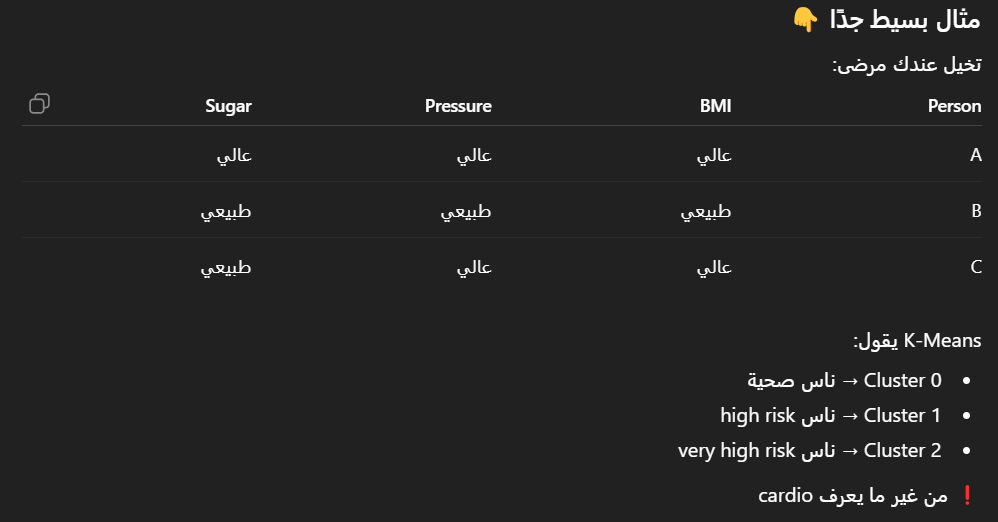 مثال بسيط جدًا 👇
تخيل عندك مرضى:
Person BMI Pressure Sugar
A عالي عالي عالي
B طبيعي طبيعي طبيعي
C عالي عالي طبيعي
K-Means يقول:
• Cluster 0 → ناس صحية
• Cluster 1 → ناس high risk
• Cluster 2 → ناس very high risk
❗ من غير ما يعرف cardio